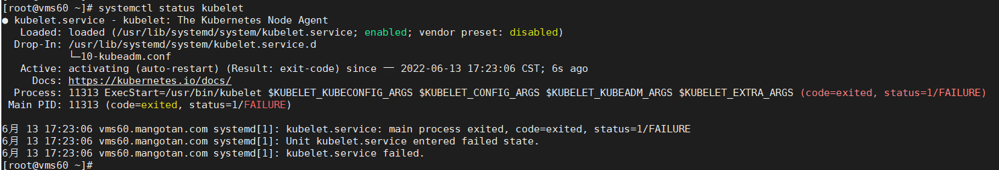 [root@vms60 ~]# systemctl status kubelet
● kubelet.service - kubelet: The Kubernetes Node Agent
   Loaded: loaded (/usr/lib/systemd/system/kubelet.service; enabled; vendor preset: disabled)
  Drop-In: /usr/lib/systemd/system/kubelet.service.d
           └─10-kubeadm.conf
   Active: activating (auto-restart) (Result: exit-code) since 一 2022-06-13 17:23:06 CST; 6s ago
     Docs: https://kubernetes.io/docs/
  Process: 11313 ExecStart=/usr/bin/kubelet $KUBELET_KUBECONFIG_ARGS $KUBELET_CONFIG_ARGS $KUBELET_KUBEADM_ARGS $KUBELET_EXTRA_ARGS (code=exited, status=1/FAILURE)
 Main PID: 11313 (code=exited, status=1/FAILURE)

6月 13 17:23:06 vms60.mangotan.com systemd[1]: kubelet.service: main process exited, code=exited, status=1/FAILURE
6月 13 17:23:06 vms60.mangotan.com systemd[1]: Unit kubelet.service entered failed state.
6月 13 17:23:06 vms60.mangotan.com systemd[1]: kubelet.service failed.
[root@vms60 ~]#